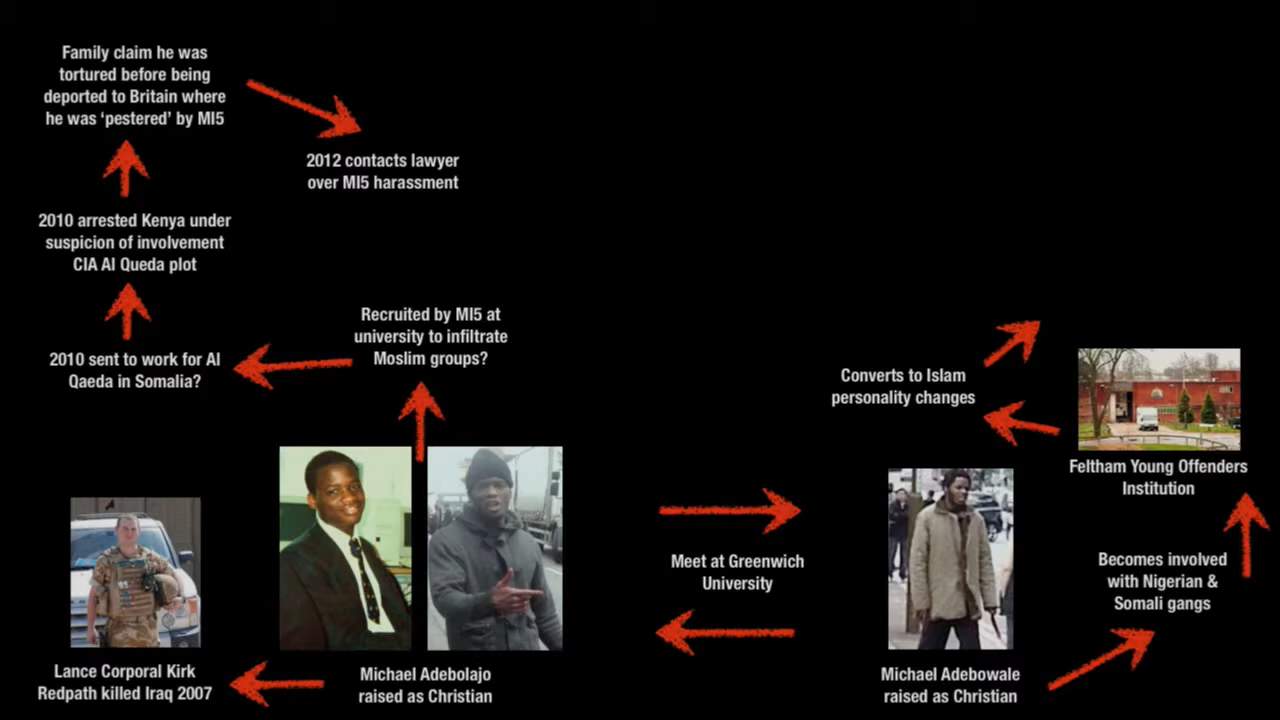 Family claim he was
tortured before being
deported to Britain where
he was ‘pestered’ by MI5
2012 contacts lawyer
over MI5 harassment
2010 arrested Kenya under
suspicion of involvement
CIA Al Queda plot
Recruited by MI5 at
university to infiltrate
Moslim groups?
2010 sent to work for Al
Qaeda in Somalia?
Converts to Islam
personality changes
Feltham Young Offenders
Institution
Meet at Greenwich
University
Becomes involved
with Nigerian &
Somali gangs
Lance Corporal Kirk
Redpath killed Iraq 2007
Michael Adebolajo
raised as Christian
Michael Adebowale
raised as Christian